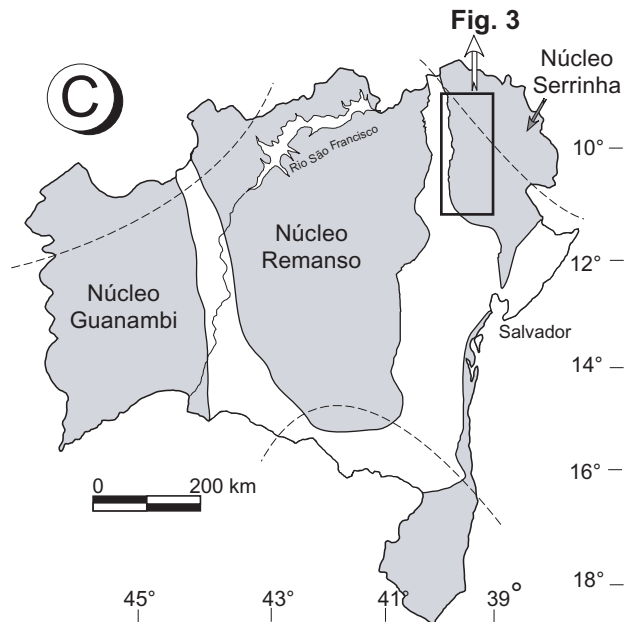 Fig. 3
C
Núcleo
Serrinha
Rio São Francisco
10°
Núcleo
Remanso
12°
Núcleo
Guanambi
Salvador
14°
16°
0 200 km
18°
45° 43° 41° 39°